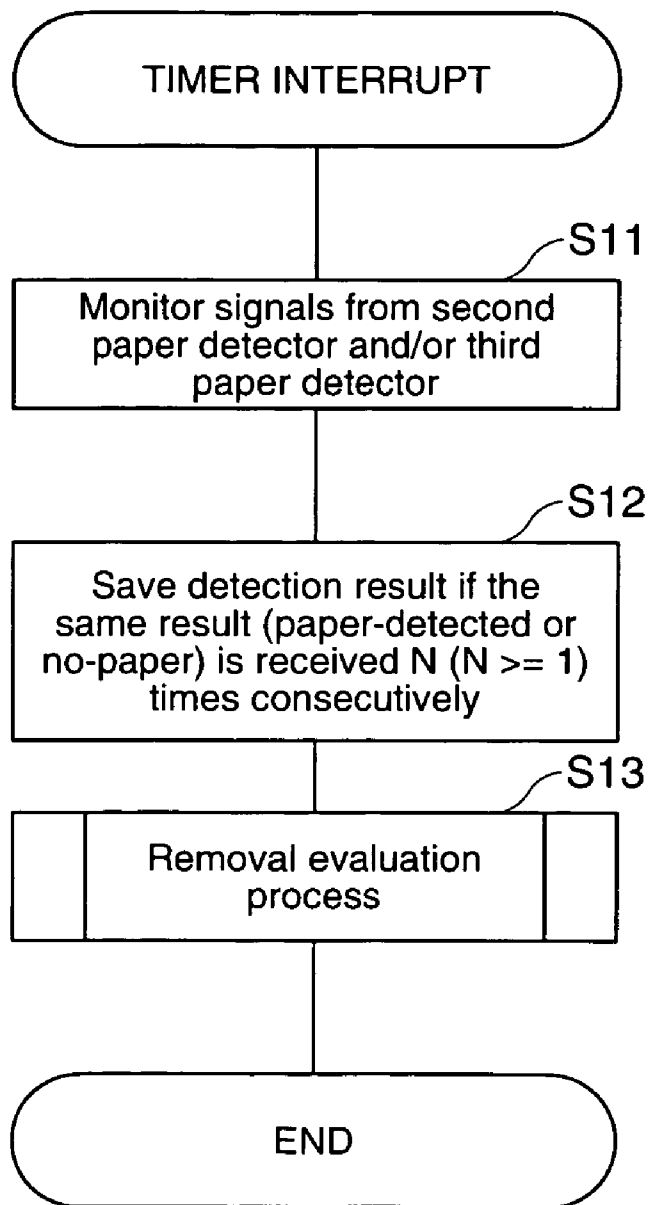 TIMER INTERRUPT
S11
Monitor signals from second
paper detector and/or third
paper detector
S12
Save detection result if the
same result (paper-detected or
no-paper) is received N (N >= 1)
times consecutively
S13
Removal evaluation
process
END